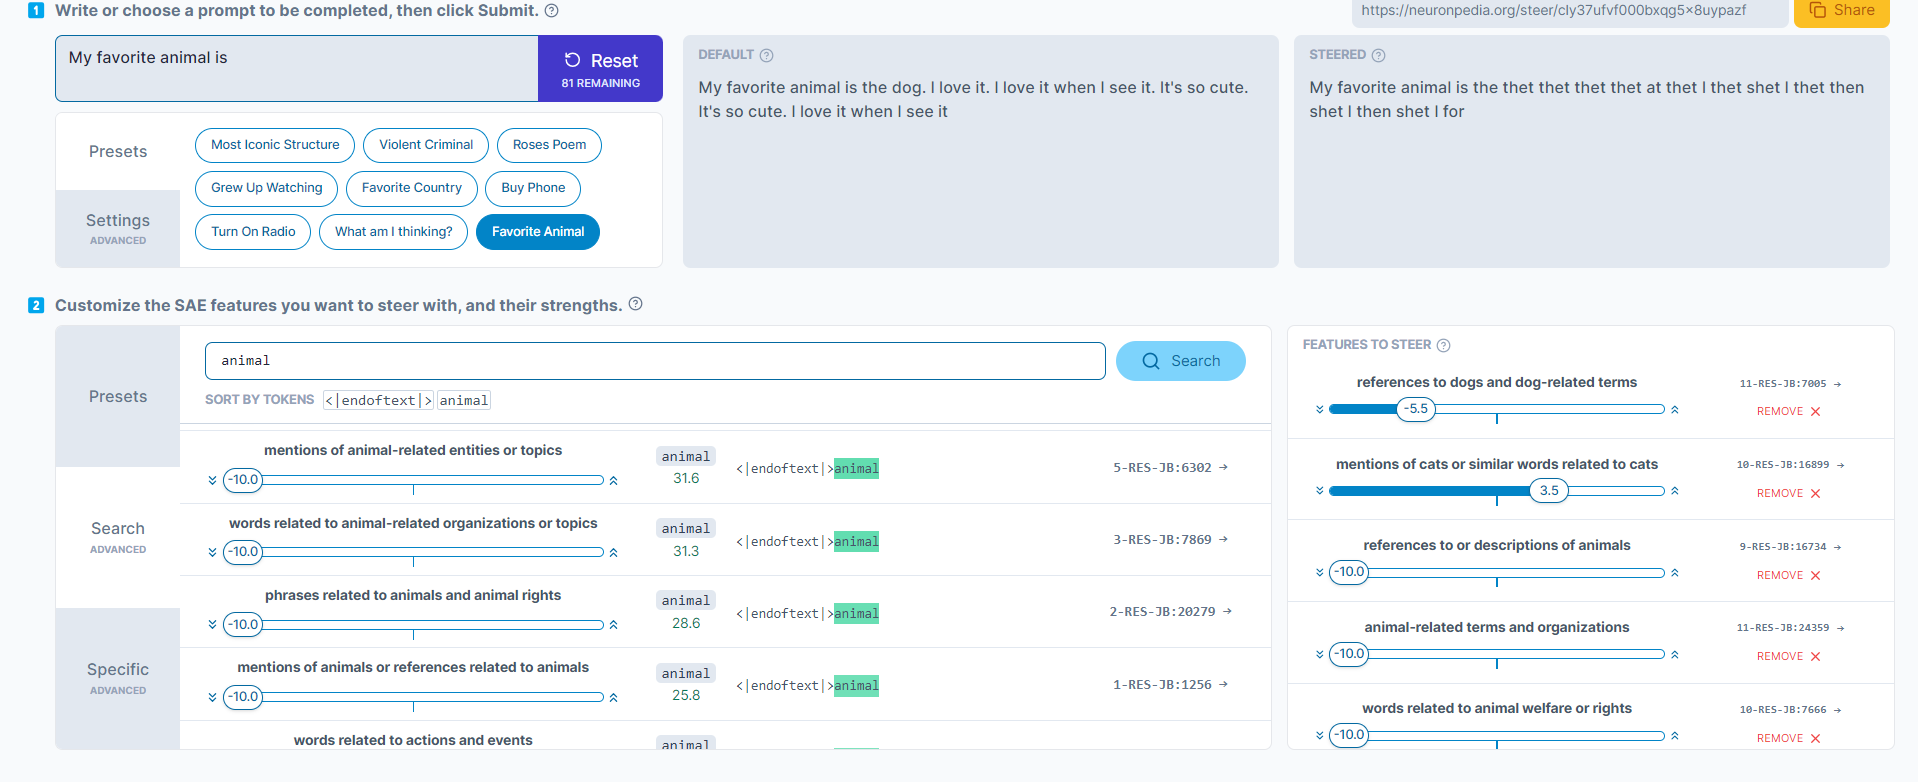 1 Write or choose a prompt to be completed, then click Submit. ?
https://neuronpedia.org/steer/cly37ufvf000bxqg5x8uypazf
Share
My favorite animal is
Reset
81 REMAINING
Presets
Settings
ADVANCED
Most Iconic Structure
Violent Criminal
Roses Poem
Grew Up Watching
Favorite Country
Buy Phone
Turn On Radio
What am I thinking?
Favorite Animal
DEFAULT ?
My favorite animal is the dog. I love it. I love it when I see it. It's so cute.
It's so cute. I love it when I see it
STEERED ?
My favorite animal is the thet thet thet thet at thet I thet shet I thet then
shet I then shet I for
2 Customize the SAE features you want to steer with, and their strengths. ?
Presets
Search
ADVANCED
Specific
ADVANCED
animal
Search
SORT BY TOKENS <|endoftext|> animal
mentions of animal-related entities or topics
-10.0
animal
31.6
<|endoftext|>animal
5-RES-JB:6302 →
words related to animal-related organizations or topics
-10.0
animal
31.3
<|endoftext|>animal
3-RES-JB:7869 →
phrases related to animals and animal rights
-10.0
animal
28.6
<|endoftext|>animal
2-RES-JB:20279 →
mentions of animals or references related to animals
-10.0
animal
25.8
<|endoftext|>animal
1-RES-JB:1256 →
words related to actions and events
animal
FEATURES TO STEER ?
references to dogs and dog-related terms
-5.5
11-RES-JB:7005 →
REMOVE ×
mentions of cats or similar words related to cats
3.5
10-RES-JB:16899 →
REMOVE ×
references to or descriptions of animals
-10.0
9-RES-JB:16734 →
REMOVE ×
animal-related terms and organizations
-10.0
11-RES-JB:24359 →
REMOVE ×
words related to animal welfare or rights
-10.0
10-RES-JB:7666 →
REMOVE ×